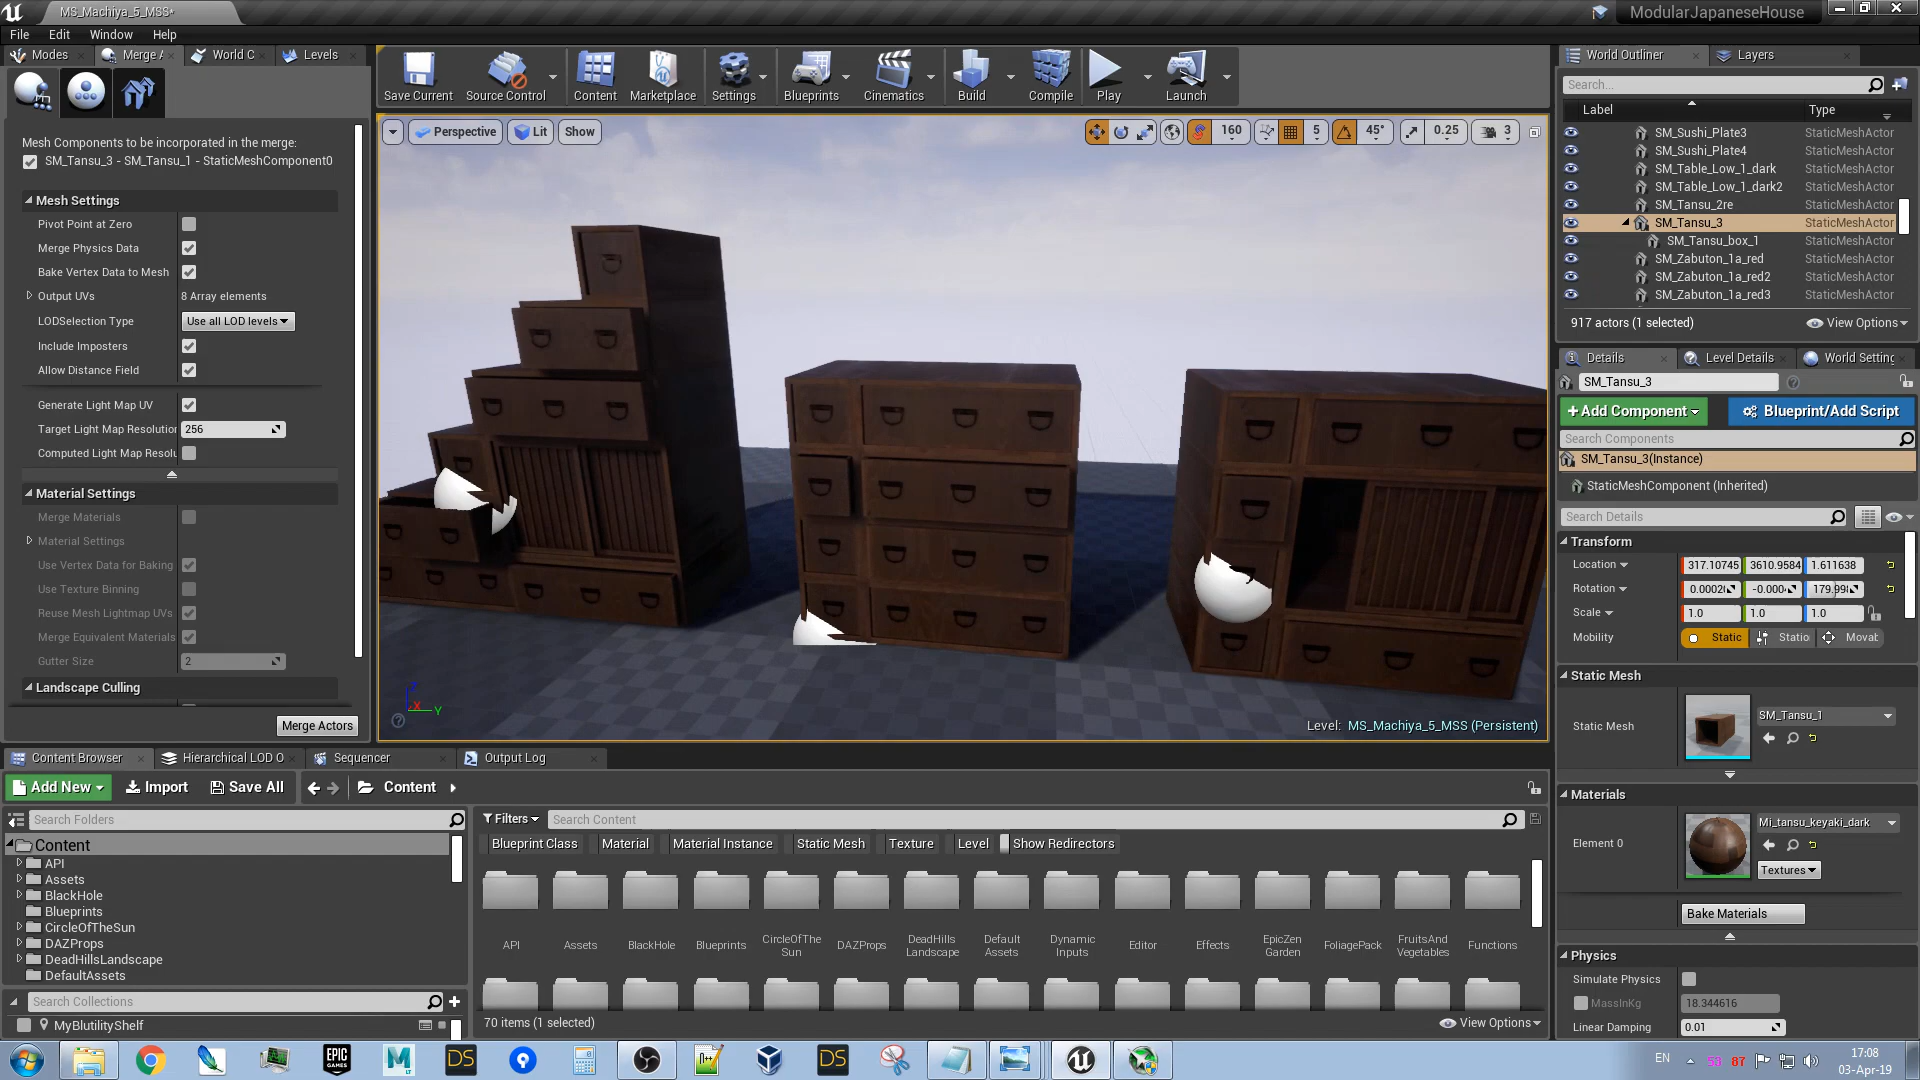 MS_Machiya_5_MSS*
ModularJapaneseHouse
File Edit Window Help
Modes Merge A World C Levels
Save Current Source Control Content Marketplace Settings Blueprints Cinematics Build Compile Play Launch
World Outliner Layers
Search...
Label Type
SM_Sushi_Plate3 StaticMeshActor
SM_Sushi_Plate4 StaticMeshActor
SM_Table_Low_1_dark StaticMeshActor
SM_Table_Low_1_dark2 StaticMeshActor
SM_Tansu_2re StaticMeshActor
SM_Tansu_3 StaticMeshActor
SM_Tansu_box_1 StaticMeshActor
SM_Zabuton_1a_red StaticMeshActor
SM_Zabuton_1a_red2 StaticMeshActor
SM_Zabuton_1a_red3 StaticMeshActor
917 actors (1 selected) View Options
Mesh Components to be incorporated in the merge:
SM_Tansu_3 - SM_Tansu_1 - StaticMeshComponent0
Mesh Settings
Pivot Point at Zero
Merge Physics Data
Bake Vertex Data to Mesh
Output UVs 8 Array elements
LODSelection Type Use all LOD levels
Include Imposters
Allow Distance Field
Generate Light Map UV
Target Light Map Resolution 256
Computed Light Map Resolu
Material Settings
Merge Materials
Material Settings
Use Vertex Data for Baking
Use Texture Binning
Reuse Mesh Lightmap UVs
Merge Equivalent Materials
Gutter Size 2
Landscape Culling
Merge Actors
Perspective Lit Show
160 5 45° 0.25 3
Z X Y
Level: MS_Machiya_5_MSS (Persistent)
Details Level Details World Setting
SM_Tansu_3
+Add Component Blueprint/Add Script
Search Components
SM_Tansu_3(Instance)
StaticMeshComponent (Inherited)
Search Details
Transform
Location 317.10745 3610.9584 1.611638
Rotation
Scale 1.0 1.0 1.0
Mobility Static Statio Movab
Static Mesh
Static Mesh SM_Tansu_1
Materials
Element 0 Mi_tansu_keyaki_dark
Textures
Bake Materials
Physics
Simulate Physics
MassInKg 18.344616
Linear Damping 0.01
Content Browser Hierarchical LOD O Sequencer Output Log
Add New Import Save All Content
Search Folders
Content
API
Assets
BlackHole
Blueprints
CircleOfTheSun
DAZProps
DeadHillsLandscape
DefaultAssets
Search Collections
MyBlutilityShelf
Filters Search Content
Blueprint Class Material Material Instance Static Mesh Texture Level Show Redirectors
API Assets BlackHole Blueprints CircleOfThe Sun DAZProps DeadHills Landscape Default Assets Dynamic Inputs Editor Effects EpicZen Garden FoliagePack FruitsAnd Vegetables Functions
70 items (1 selected) View Options
EPIC GAMES
M LT
DS
DS
EN 53 87
17:08
03-Apr-19